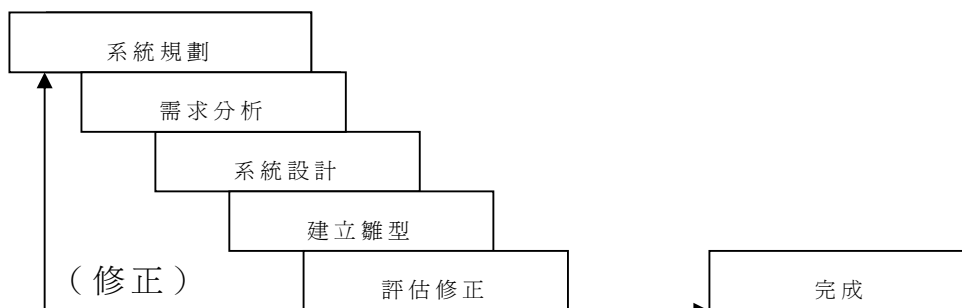 系統規劃
需求分析
系統設計
建立雛型
評估修正
（修正）
完成